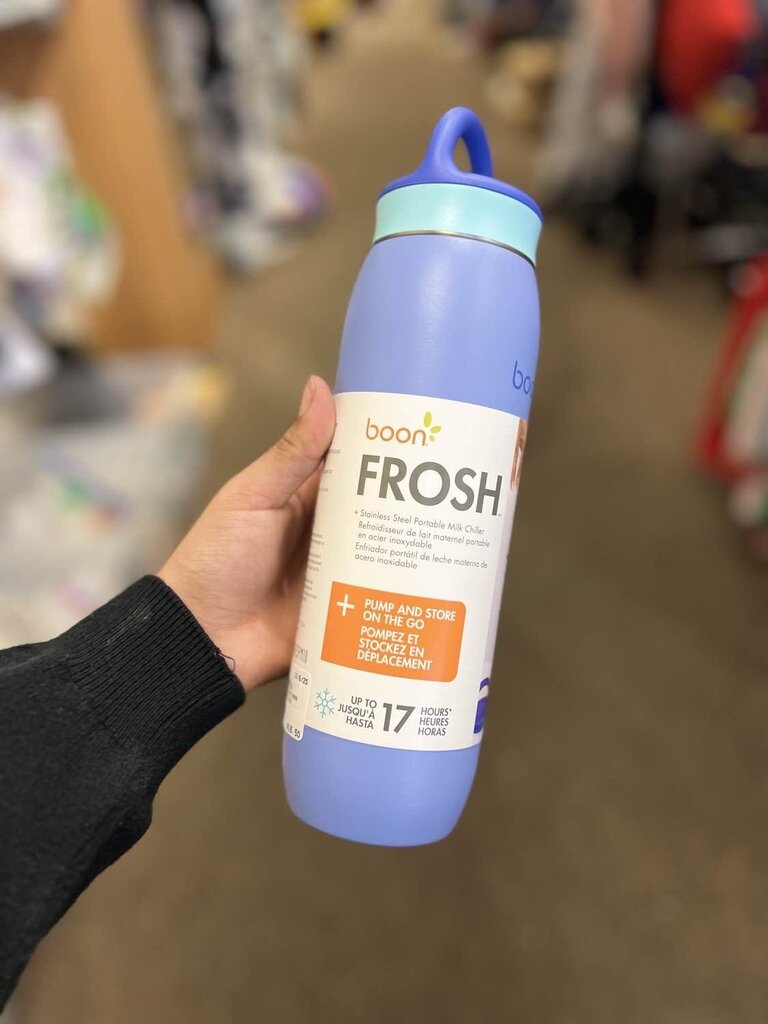 boon
FROSH
+ Stainless Steel Portable Milk Chiller
Refroidisseur de lait maternel portable
en acier inoxydable
Enfriador portátil de leche materna de
acero inoxidable
+ PUMP AND STORE
ON THE GO
POMPEZ ET
STOCKEZ EN
DÉPLACEMENT
UP TO
JUSQU'À
HASTA
17
HOURS*
HEURES
HORAS